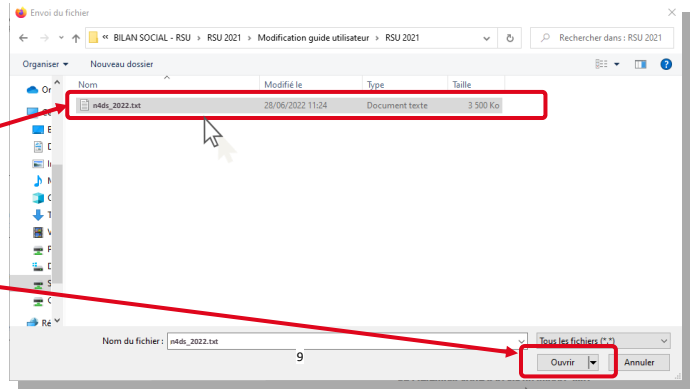 Envoi du fichier
« BILAN SOCIAL - RSU > RSU 2021 > Modification guide utilisateur > RSU 2021
Rechercher dans : RSU 2021
Organiser
Nouveau dossier
Nom
Modifié le
Type
Taille
n4ds_2022.txt
28/06/2022 11:24
Document texte
3 500 Ko
Nom du fichier :
n4ds_2022.txt
Tous les fichiers (*.*)
9
Ouvrir
Annuler